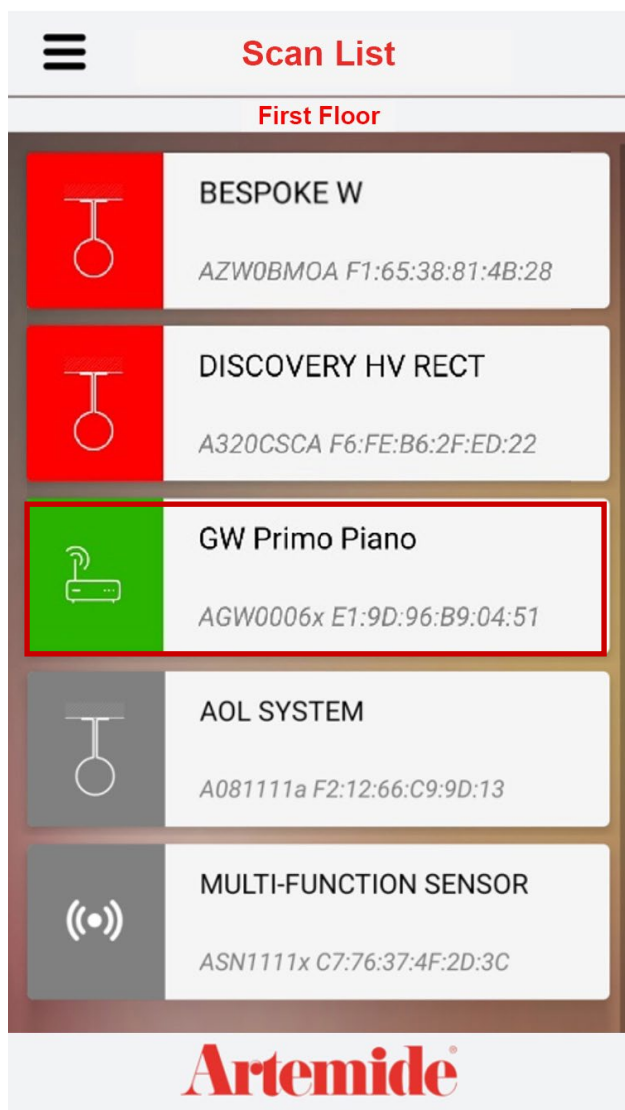 Scan List
First Floor
BESPOKE W
AZW0BMOA F1:65:38:81:4B:28
DISCOVERY HV RECT
A320CSCA F6:FE:B6:2F:ED:22
GW Primo Piano
AGW0006x E1:9D:96:B9:04:51
AOL SYSTEM
A081111a F2:12:66:C9:9D:13
MULTI-FUNCTION SENSOR
ASN1111x C7:76:37:4F:2D:3C
Artemide®